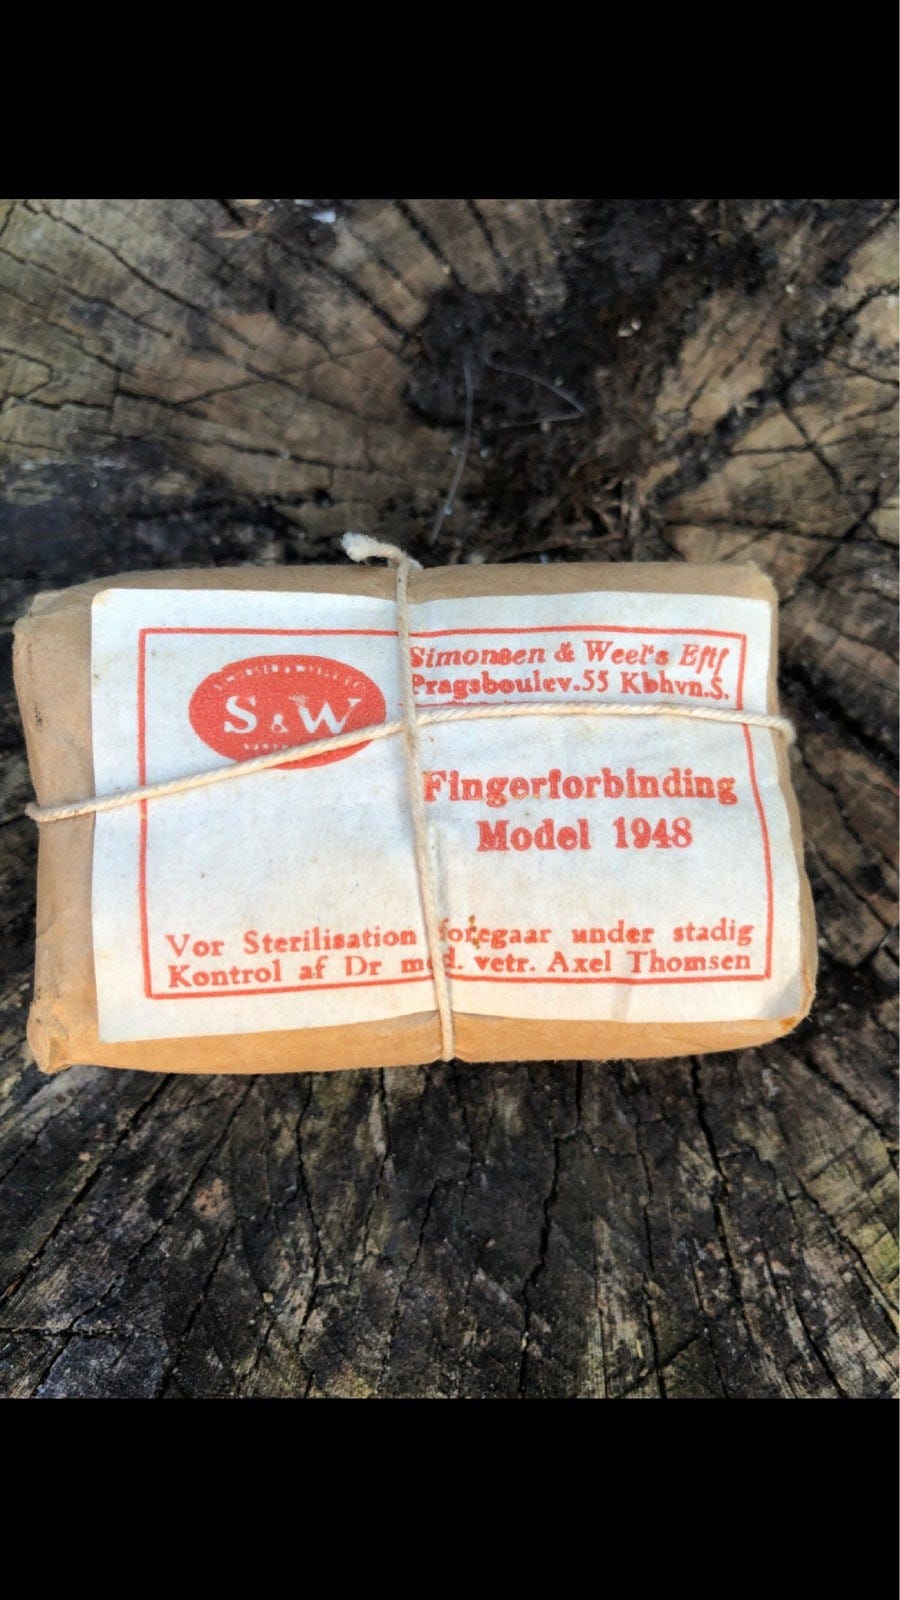 S & W
Simonsen & Weel's Eftf
Pragsboulev.55 Kbhvn.S.
Fingerforbinding
Model 1948
Vor Sterilisation foregaar under stadig
Kontrol af Dr med. vetr. Axel Thomsen